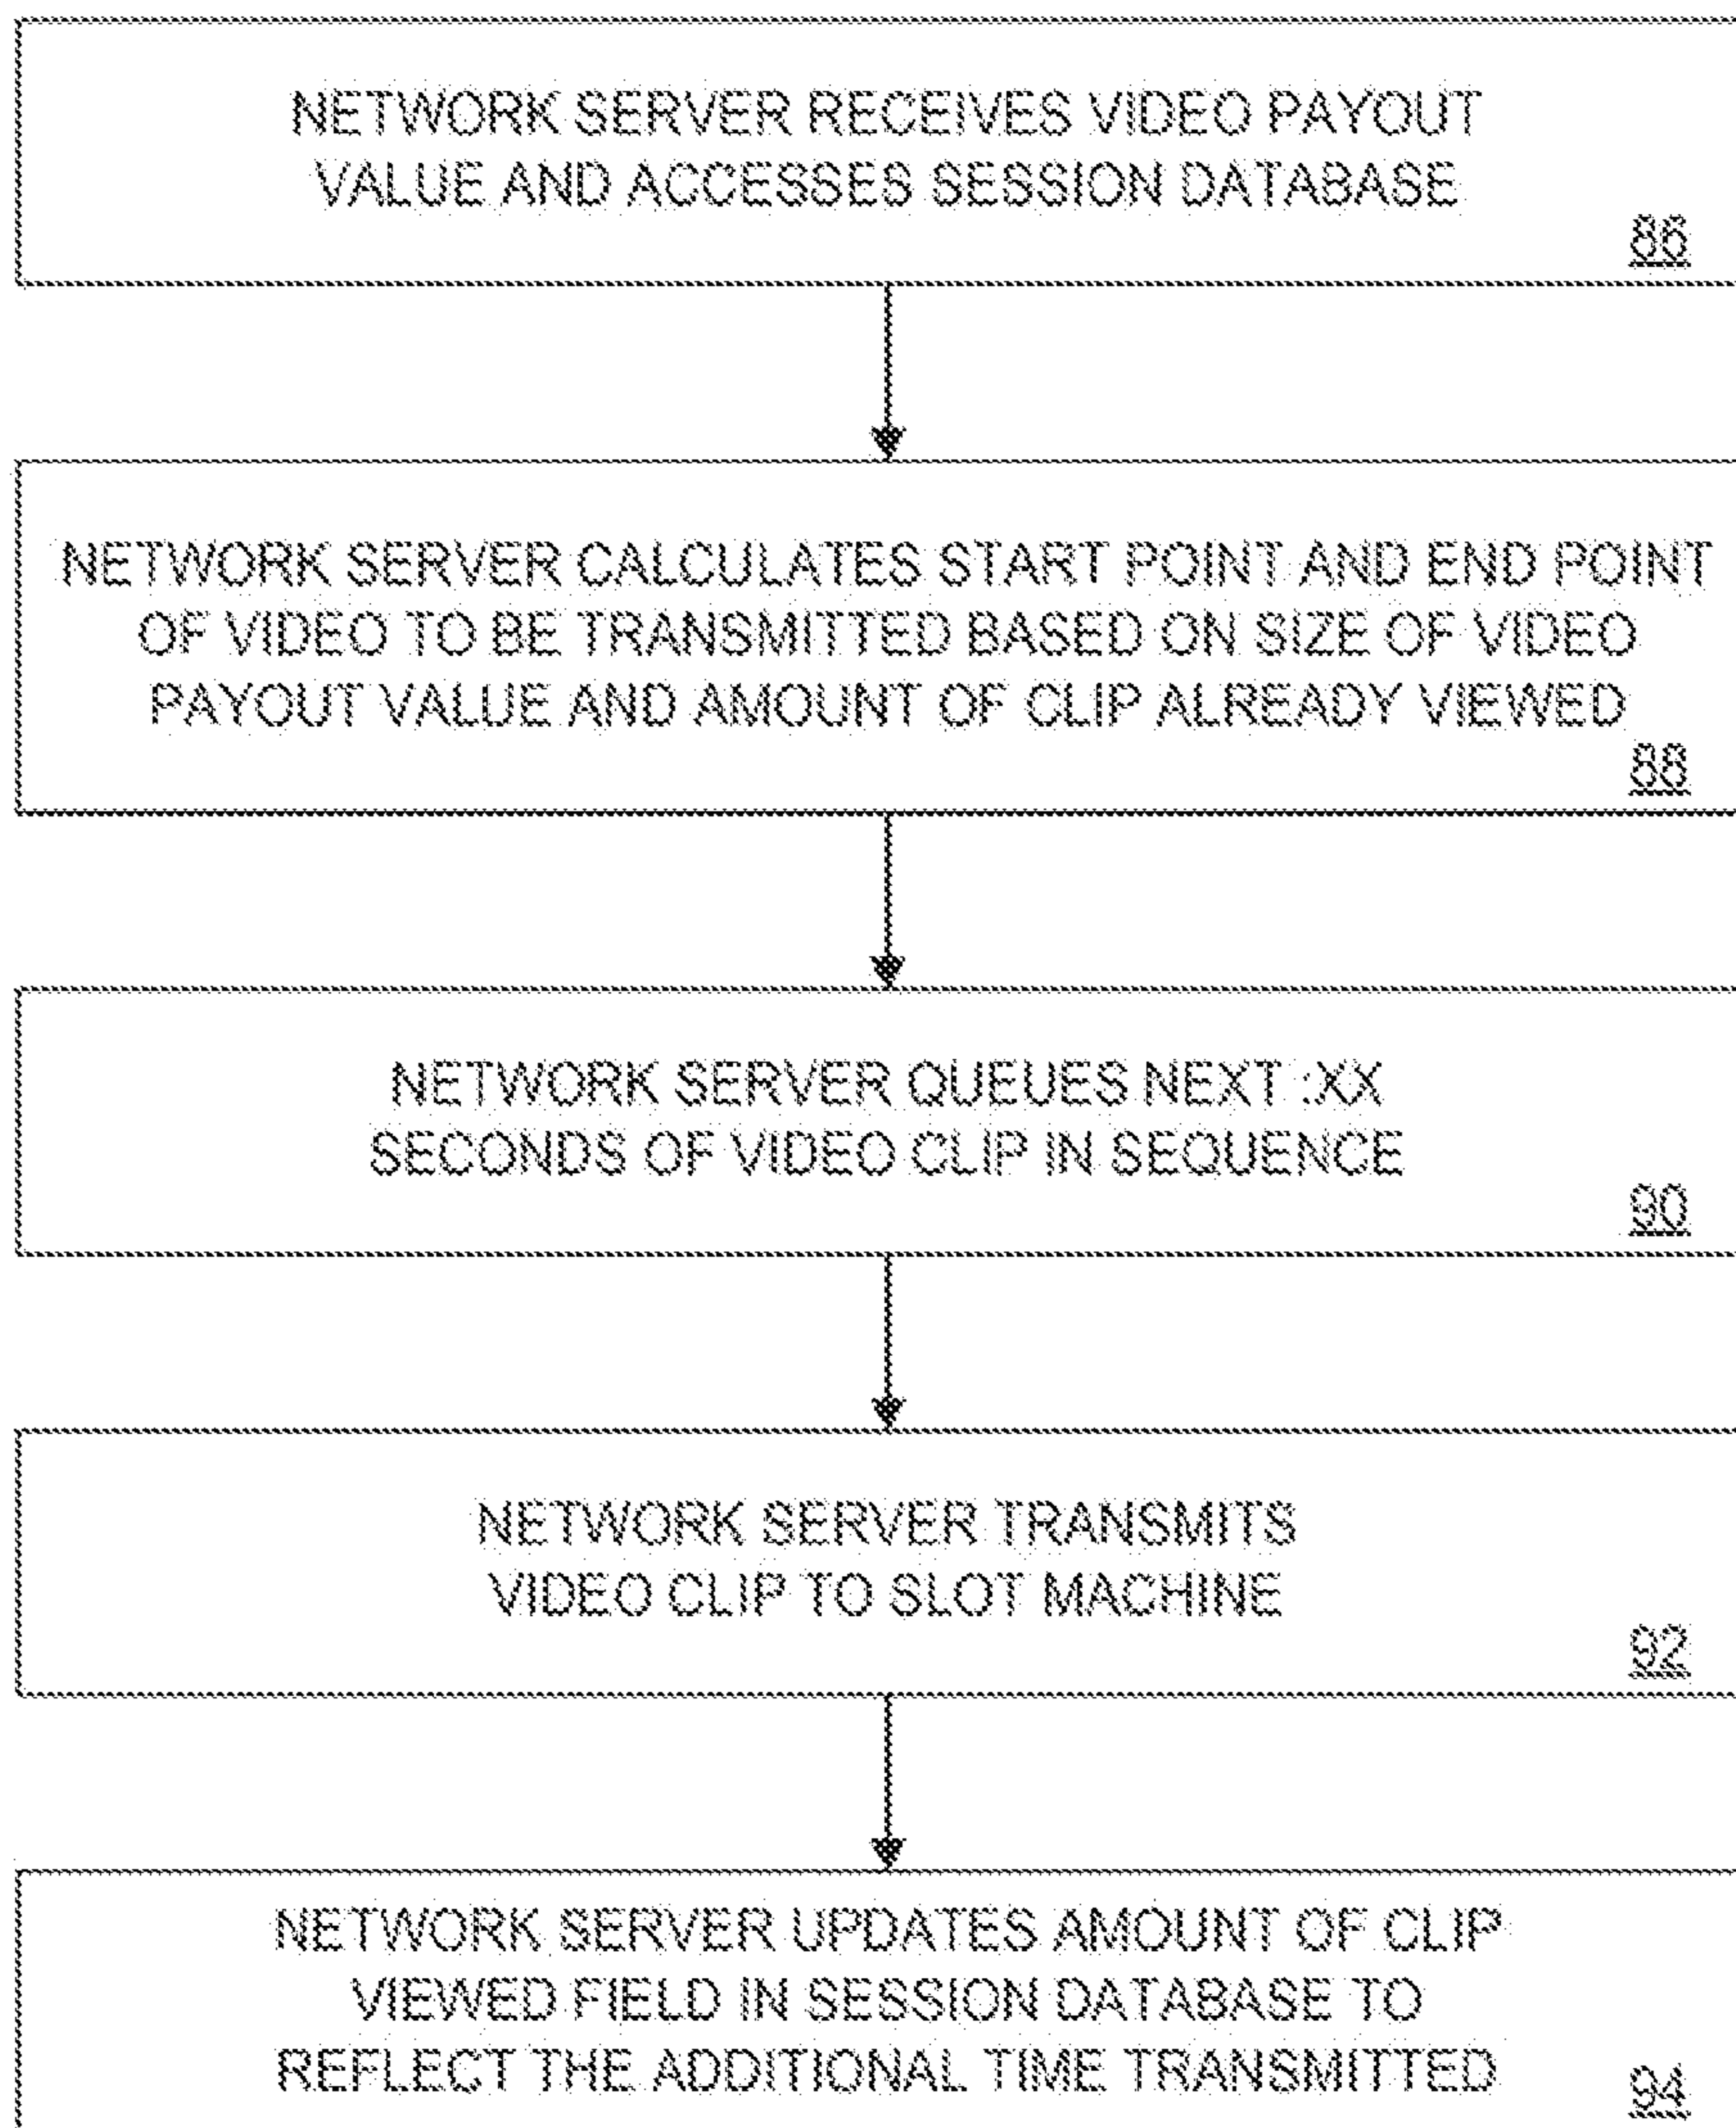 NETWORK SERVER RECEIVES VIDEO PAYOUT
VALUE AND ACCESSES SESSION DATABASE
86
NETWORK SERVER CALCULATES START POINT AND END POINT
OF VIDEO TO BE TRANSMITTED BASED ON SIZE OF VIDEO
PAYOUT VALUE AND AMOUNT OF CLIP ALREADY VIEWED
88
NETWORK SERVER QUEUES NEXT :XX
SECONDS OF VIDEO CLIP IN SEQUENCE
90
NETWORK SERVER TRANSMITS
VIDEO CLIP TO SLOT MACHINE
92
NETWORK SERVER UPDATES AMOUNT OF CLIP
VIEWED FIELD IN SESSION DATABASE TO
REFLECT THE ADDITIONAL TIME TRANSMITTED
94